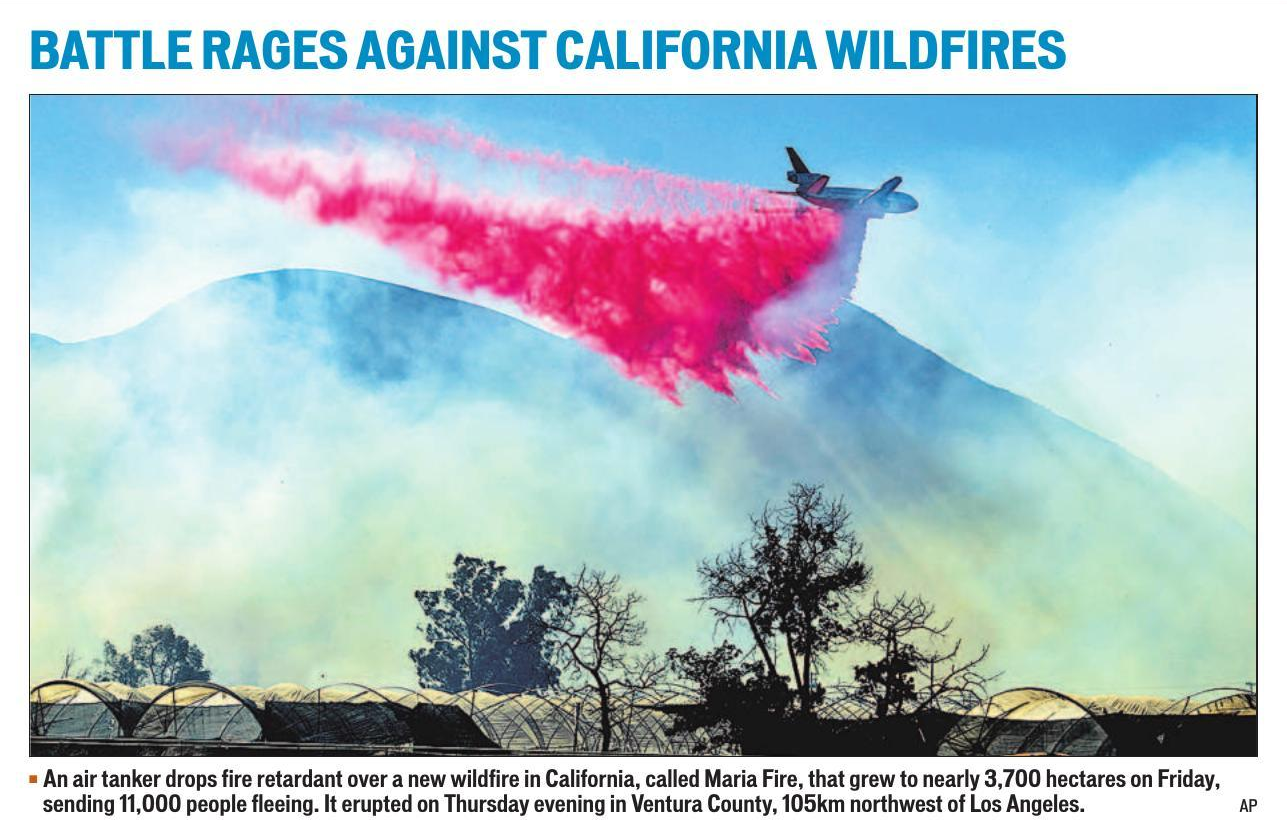 BATTLE RAGES AGAINST CALIFORNIA WILDFIRES
▪ An air tanker drops fire retardant over a new wildfire in California, called Maria Fire, that grew to nearly 3,700 hectares on Friday,
sending 11,000 people fleeing. It erupted on Thursday evening in Ventura County, 105km northwest of Los Angeles.
AP